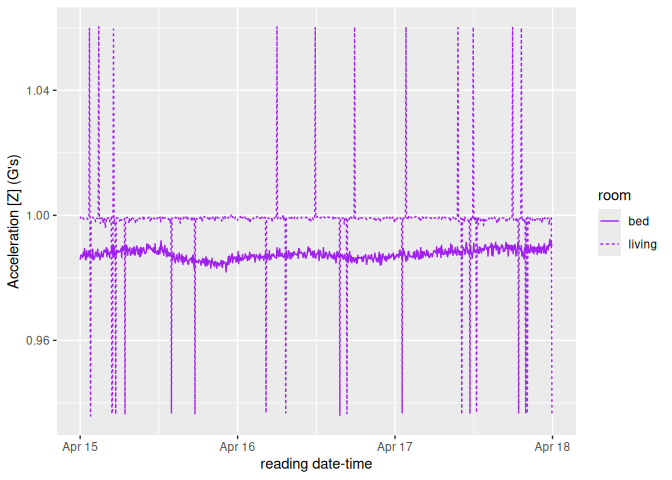 Acceleration [Z] (G's)
1.04
1.00
0.96
Apr 15
Apr 16
Apr 17
Apr 18
reading date-time
room
bed
living